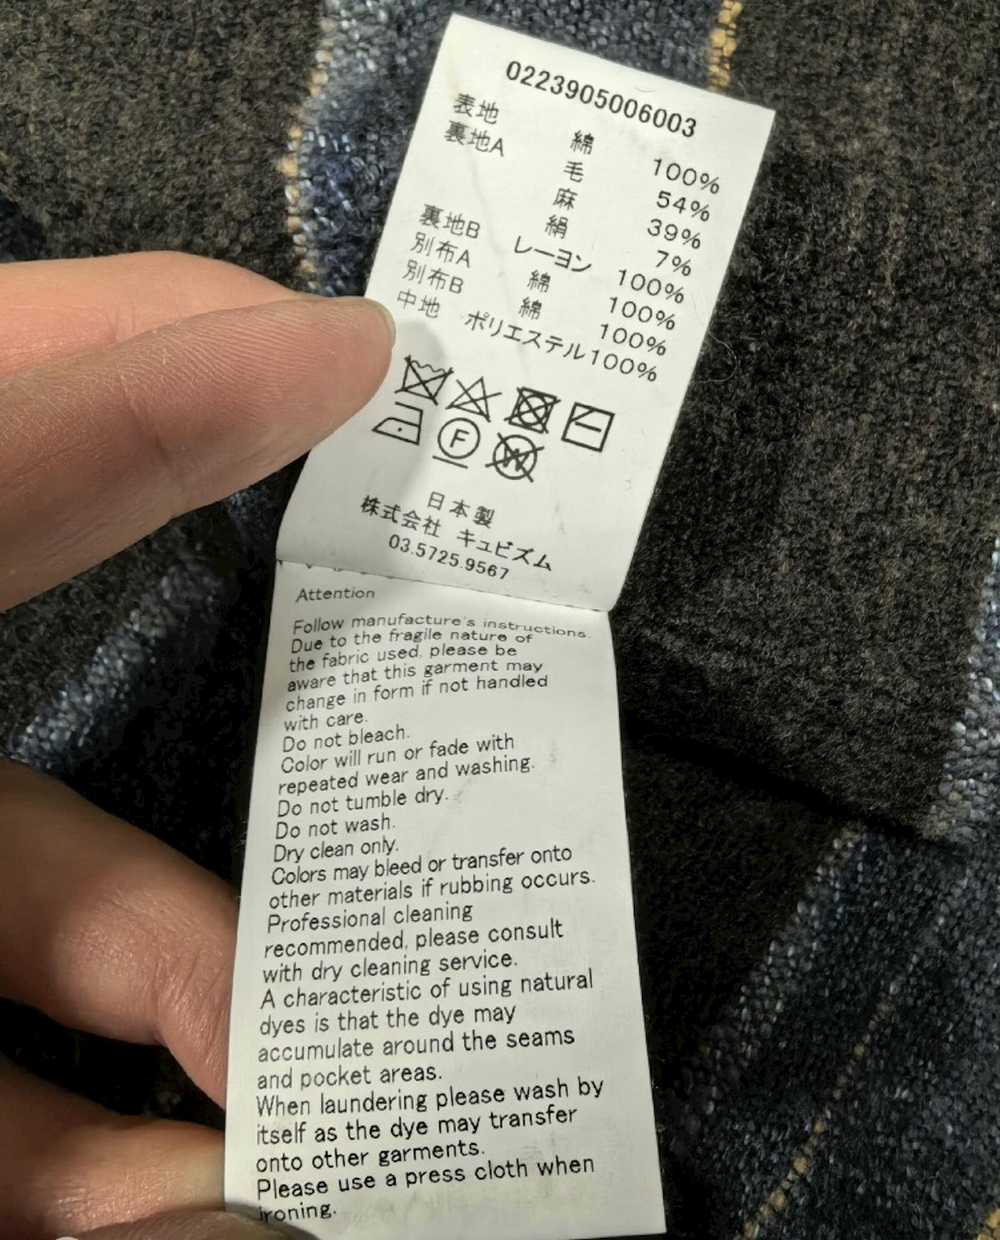 0223905006003
表地 綿 100%
裏地A 毛 54%
麻 39%
絹 7%
裏地B レーヨン 100%
別布A 綿 100%
別布B 綿 100%
中地 ポリエステル100%
F
W
日本製
株式会社 キュビズム
03.5725.9567
Attention
Follow manufacture's instructions.
Due to the fragile nature of
the fabric used, please be
aware that this garment may
change in form if not handled
with care.
Do not bleach.
Color will run or fade with
repeated wear and washing.
Do not tumble dry.
Do not wash.
Dry clean only.
Colors may bleed or transfer onto
other materials if rubbing occurs.
Professional cleaning
recommended, please consult
with dry cleaning service.
A characteristic of using natural
dyes is that the dye may
accumulate around the seams
and pocket areas.
When laundering please wash by
itself as the dye may transfer
onto other garments.
Please use a press cloth when
ironing.